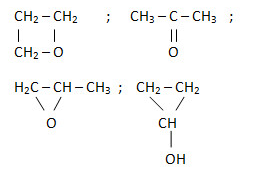 CH₂–CH₂ ; CH₃–C–CH₃ ;
CH₂–O O
H₂C–CH–CH₃ ; CH₂–CH₂
O CH
OH